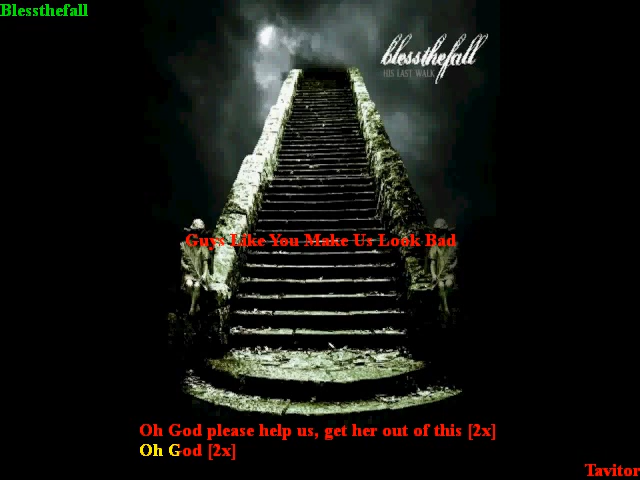 Blessthefall
blessthefall
HIS LAST WALK
Guys Like You Make Us Look Bad
Oh God please help us, get her out of this [2x]
Oh God [2x]
Tavitor